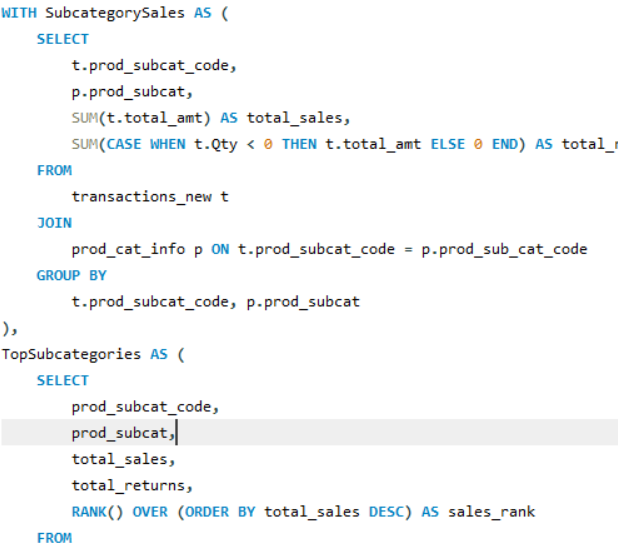 WITH SubcategorySales AS (
SELECT
t.prod_subcat_code,
p.prod_subcat,
SUM(t.total_amt) AS total_sales,
SUM(CASE WHEN t.Qty < 0 THEN t.total_amt ELSE 0 END) AS total_
FROM
transactions_new t
JOIN
prod_cat_info p ON t.prod_subcat_code = p.prod_sub_cat_code
GROUP BY
t.prod_subcat_code, p.prod_subcat
),
TopSubcategories AS (
SELECT
prod_subcat_code,
prod_subcat,
total_sales,
total_returns,
RANK() OVER (ORDER BY total_sales DESC) AS sales_rank
FROM